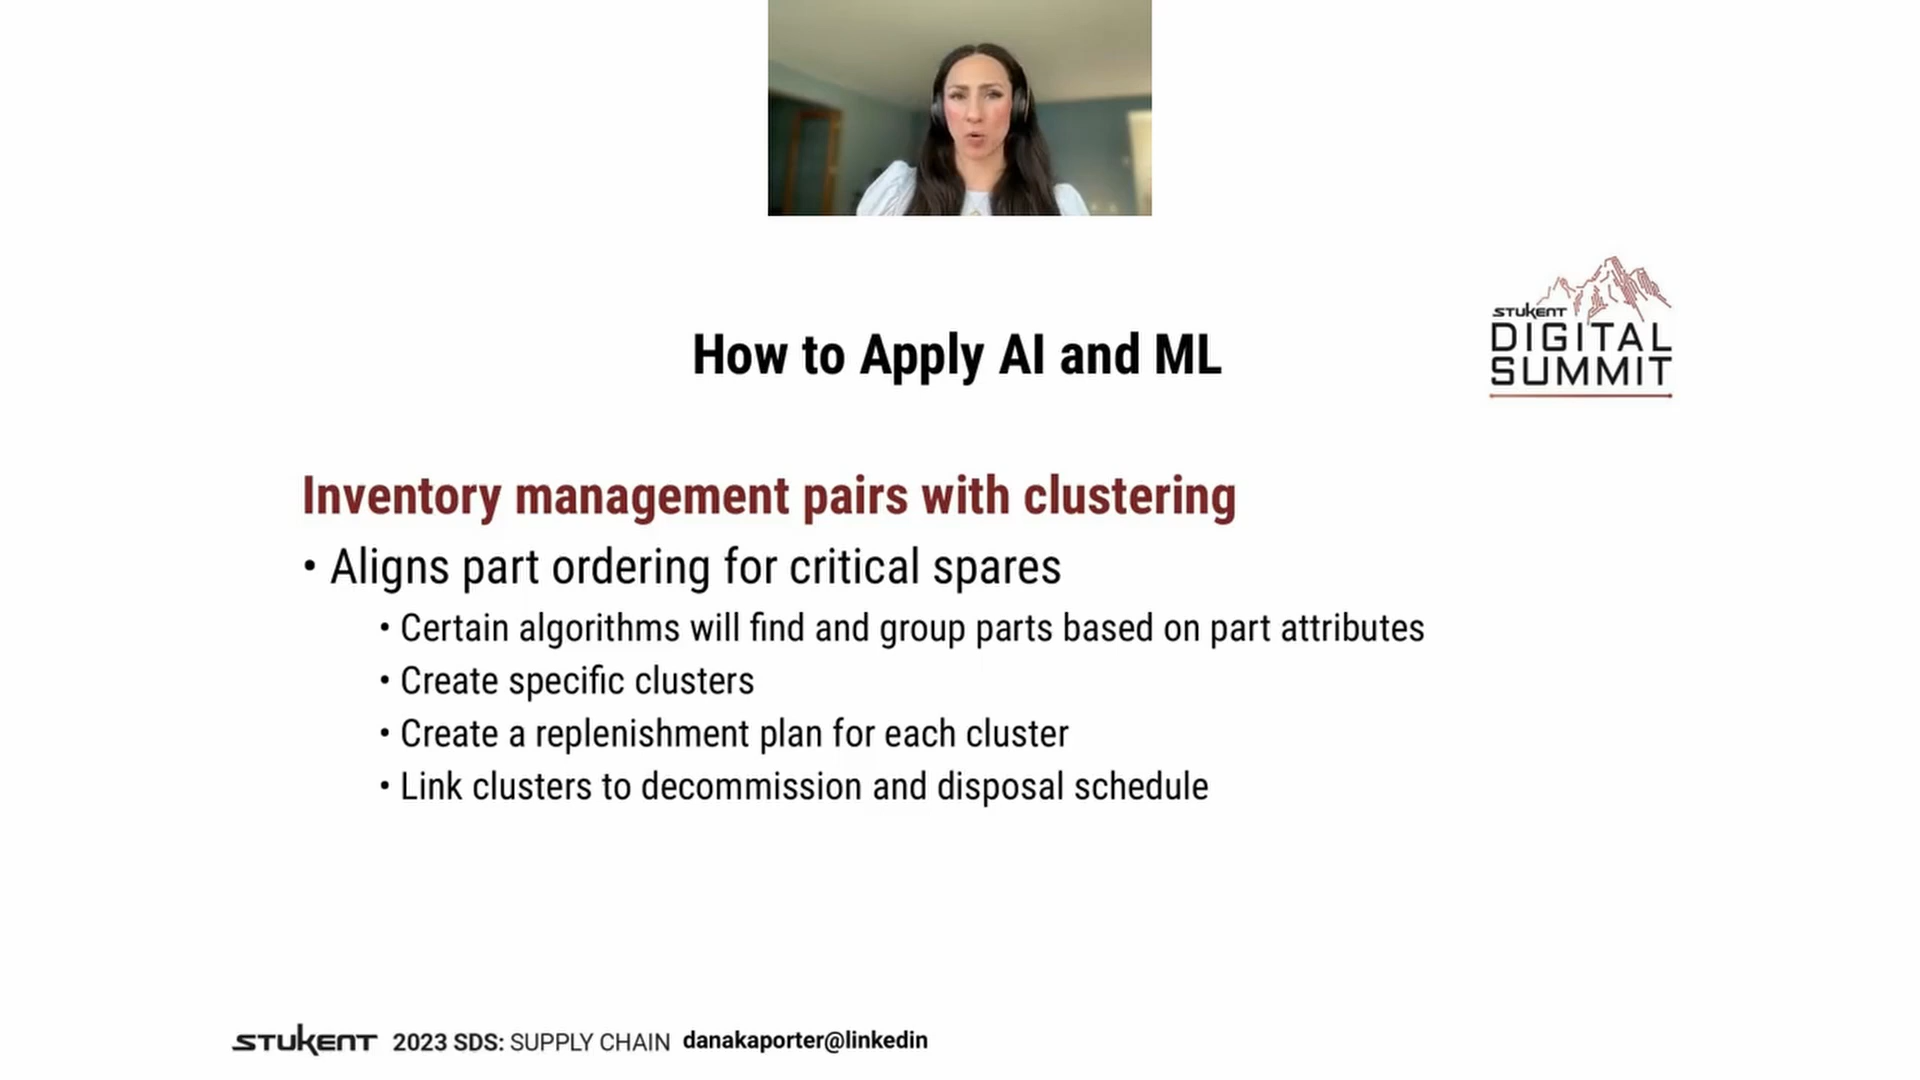 STUKENT
DIGITAL
SUMMIT
How to Apply AI and ML
Inventory management pairs with clustering
• Aligns part ordering for critical spares
• Certain algorithms will find and group parts based on part attributes
• Create specific clusters
• Create a replenishment plan for each cluster
• Link clusters to decommission and disposal schedule
STUKENT 2023 SDS: SUPPLY CHAIN danakaporter@linkedin